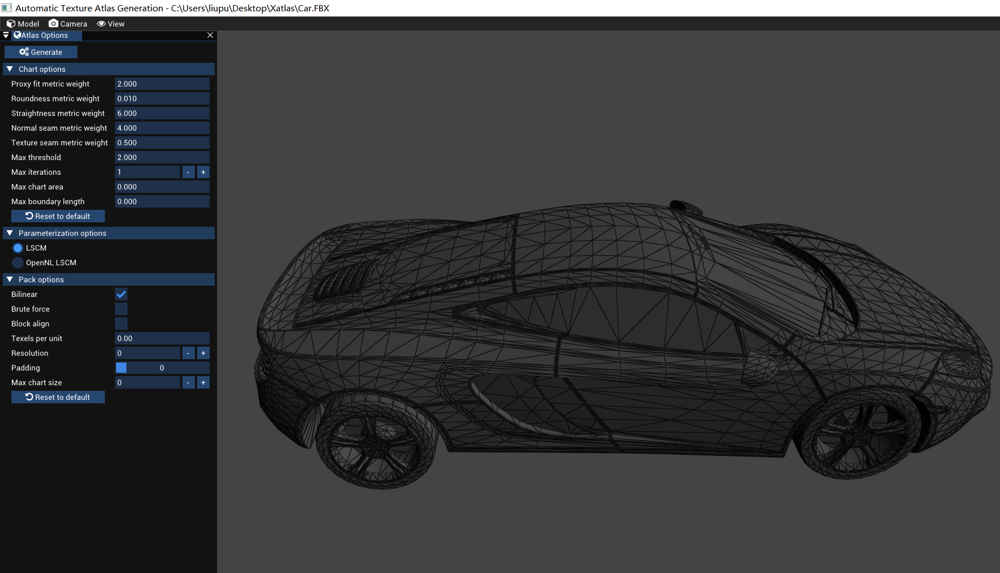 Automatic Texture Atlas Generation - C:\Users\liupu\Desktop\Xatlas\Car.FBX
Model Camera View
Atlas Options
Generate
Chart options
Proxy fit metric weight 2.000
Roundness metric weight 0.010
Straightness metric weight 6.000
Normal seam metric weight 4.000
Texture seam metric weight 0.500
Max threshold 2.000
Max iterations 1 - +
Max chart area 0.000
Max boundary length 0.000
Reset to default
Parameterization options
LSCM
OpenNL LSCM
Pack options
Bilinear
Brute force
Block align
Texels per unit 0.00
Resolution 0 - +
Padding 0
Max chart size 0 - +
Reset to default